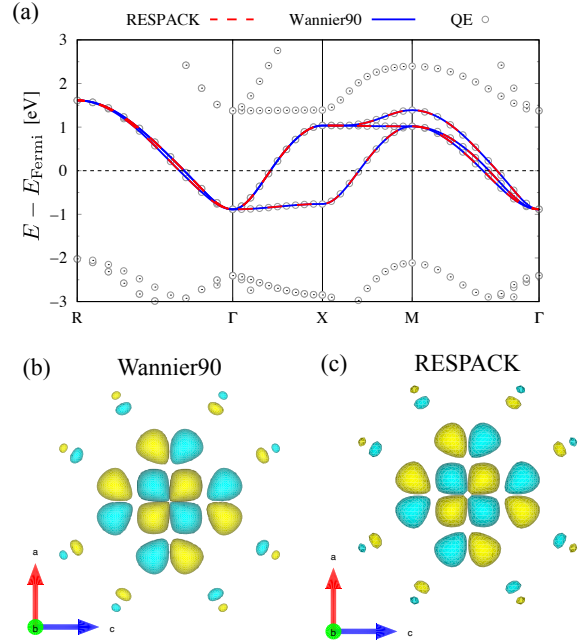 (a)
RESPACK Wannier90 QE
3
2
1
0
−1
−2
−3
E − E_Fermi [eV]
R Γ X M Γ
(b) Wannier90 (c) RESPACK
a a
b c b c